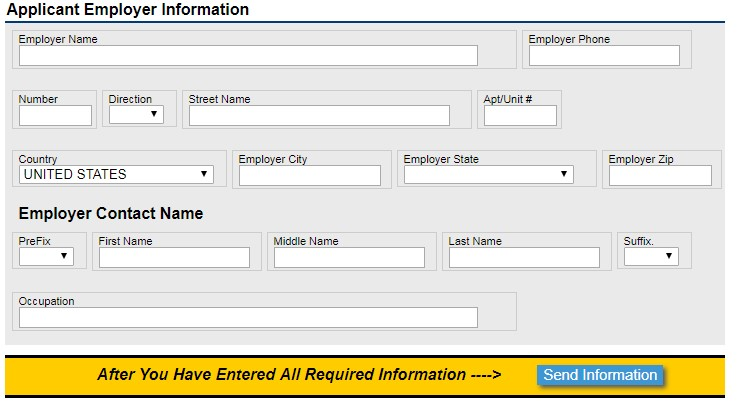 Applicant Employer Information
Employer Name Employer Phone
Number Direction Street Name Apt/Unit #
Country Employer City Employer State Employer Zip
UNITED STATES
Employer Contact Name
PreFix First Name Middle Name Last Name Suffix.
Occupation
After You Have Entered All Required Information ----> Send Information